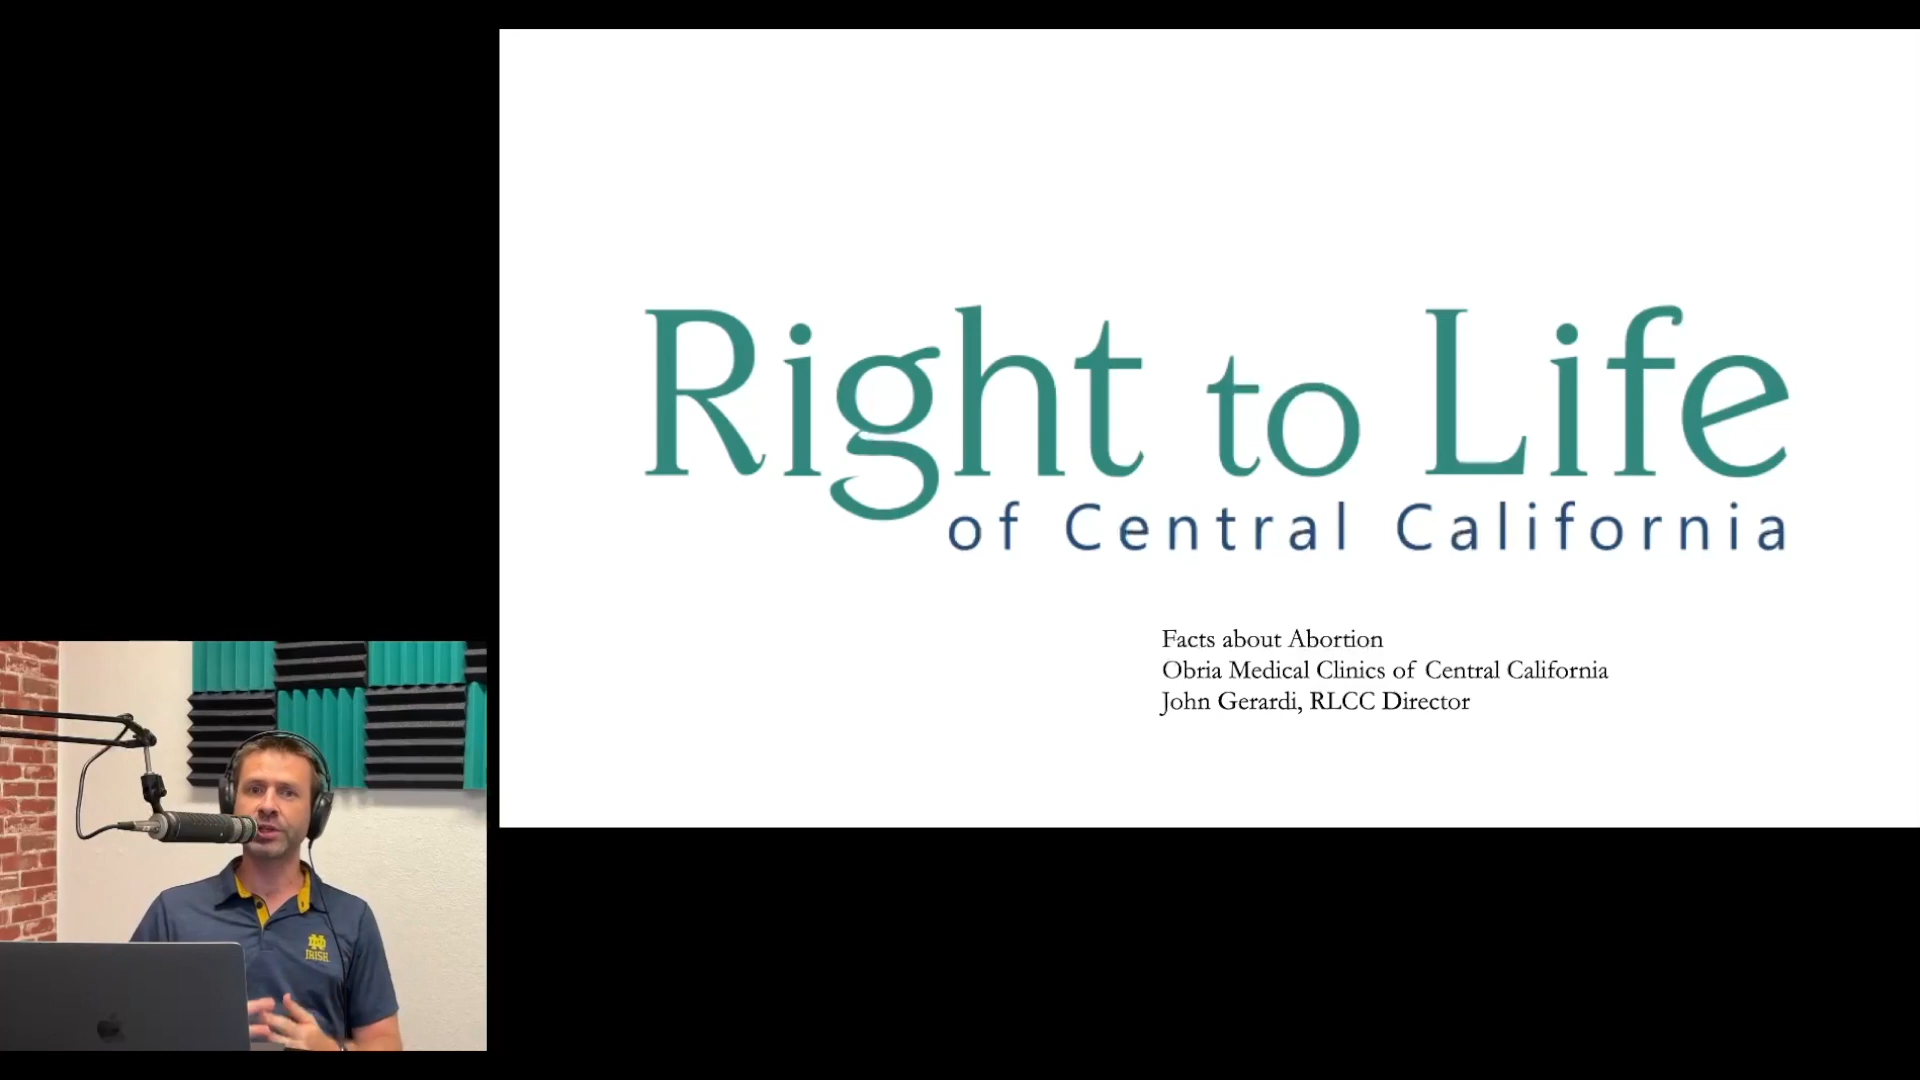 Right to Life
of Central California
Facts about Abortion
Obria Medical Clinics of Central California
John Gerardi, RLCC Director
ND
IRISH